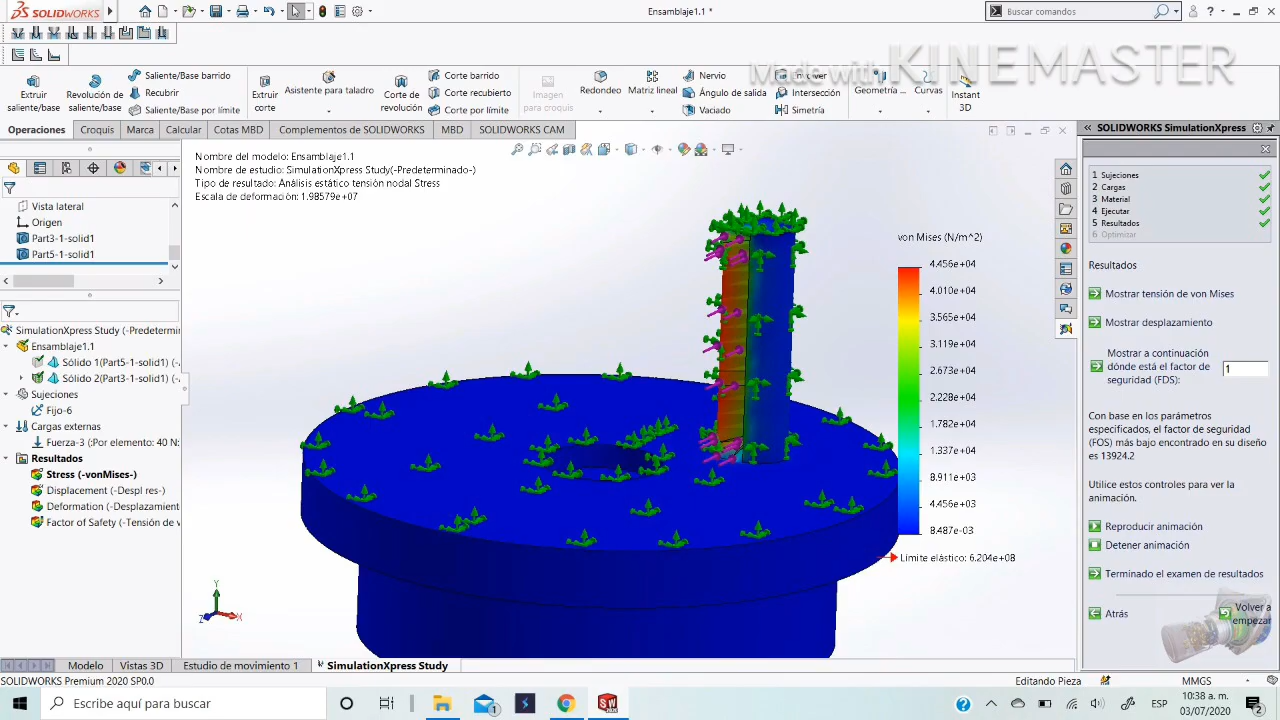 SOLIDWORKS
Ensamblaje1.1 *
Buscar comandos
Made with KINEMASTER
Extruir saliente/base
Revolución de saliente/base
Saliente/Base barrido
Recubrir
Saliente/Base por límite
Extruir corte
Asistente para taladro
Corte de revolución
Corte barrido
Corte recubierto
Corte por límite
Imagen para croquis
Redondeo
Matriz lineal
Nervio
Ángulo de salida
Vaciado
Envolver
Intersección
Simetría
Geometría ...
Curvas
Instant 3D
Operaciones
Croquis
Marca
Calcular
Cotas MBD
Complementos de SOLIDWORKS
MBD
SOLIDWORKS CAM
SOLIDWORKS SimulationXpress
Vista lateral
Origen
Part3-1-solid1
Part5-1-solid1
SimulationXpress Study (-Predetermin
Ensamblaje1.1
Sólido 1(Part5-1-solid1) (-
Sólido 2(Part3-1-solid1) (-
Sujeciones
Fijo-6
Cargas externas
Fuerza-3 (:Por elemento: 40 N:
Resultados
Stress (-vonMises-)
Displacement (-Despl res-)
Deformation (-Desplazamie
Factor of Safety (-Tensión de v
Nombre del modelo: Ensamblaje1.1
Nombre de estudio: SimulationXpress Study(-Predeterminado-)
Tipo de resultado: Análisis estático tensión nodal Stress
Escala de deformación: 1.98579e+07
von Mises (N/m^2)
4.456e+04
4.010e+04
3.565e+04
3.119e+04
2.673e+04
2.228e+04
1.782e+04
1.337e+04
8.911e+03
4.456e+03
8.487e-03
Límite elástico: 6.204e+08
Y
X
Z
1 Sujeciones
2 Cargas
3 Material
4 Ejecutar
5 Resultados
6 Optimizar
Resultados
Mostrar tensión de von Mises
Mostrar desplazamiento
Mostrar a continuación
dónde está el factor de
seguridad (FDS):
1
Con base en los parámetros
especificados, el factor de seguridad
(FOS) más bajo encontrado en su diseño
es 13924.2
Utilice estos controles para ver la
animación.
Reproducir animación
Detener animación
Terminado el examen de resultados
Atrás
Volver a
empezar
Modelo
Vistas 3D
Estudio de movimiento 1
SimulationXpress Study
SOLIDWORKS Premium 2020 SP0.0
Editando Pieza
MMGS
Escribe aquí para buscar
1
ESP
10:38 a. m.
03/07/2020
2